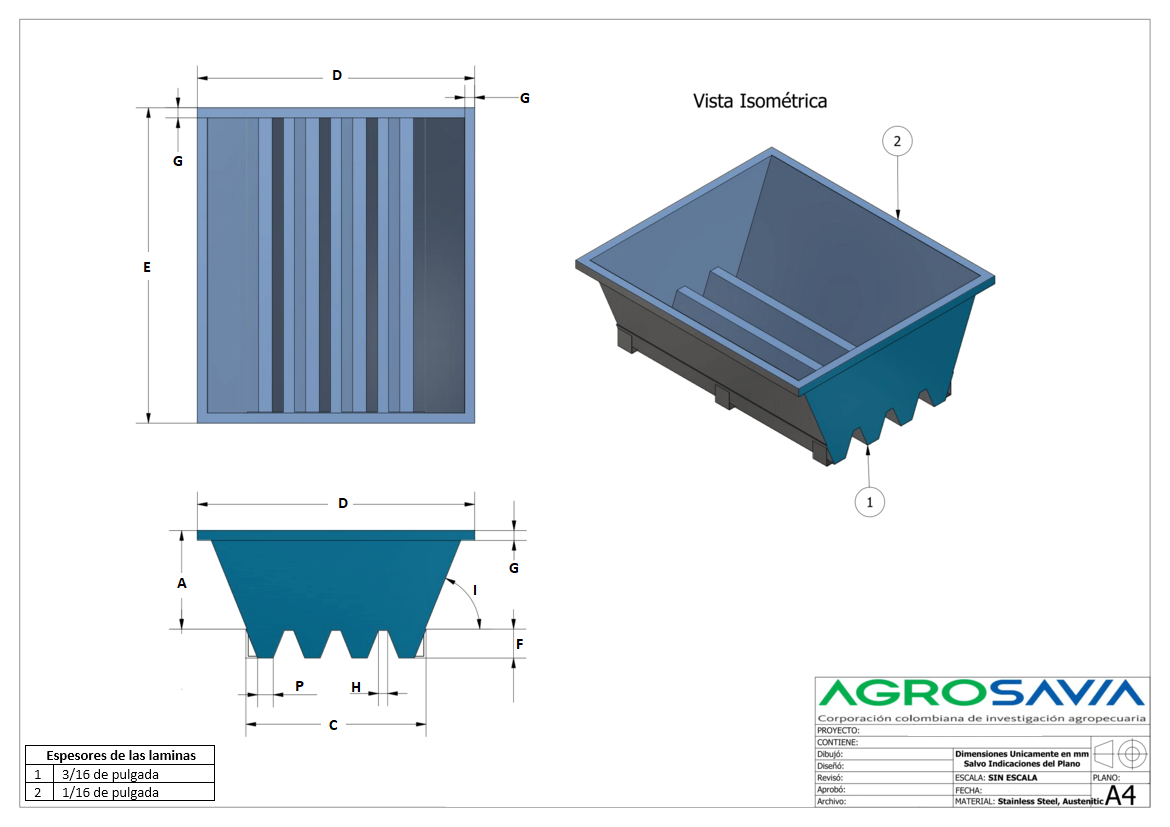 D
G
G
E
Vista Isométrica
2
1
D
A
G
I
F
P
H
C
Espesores de las laminas
1 3/16 de pulgada
2 1/16 de pulgada
AGROSAVIA
Corporación colombiana de investigación agropecuaria
PROYECTO:
CONTIENE:
Dibujó:
Diseñó:
Revisó:
Aprobó:
Archivo:
Dimensiones Unicamente en mm
Salvo Indicaciones del Plano
ESCALA: SIN ESCALA
PLANO:
FECHA:
MATERIAL: Stainless Steel, Austenitic
A4